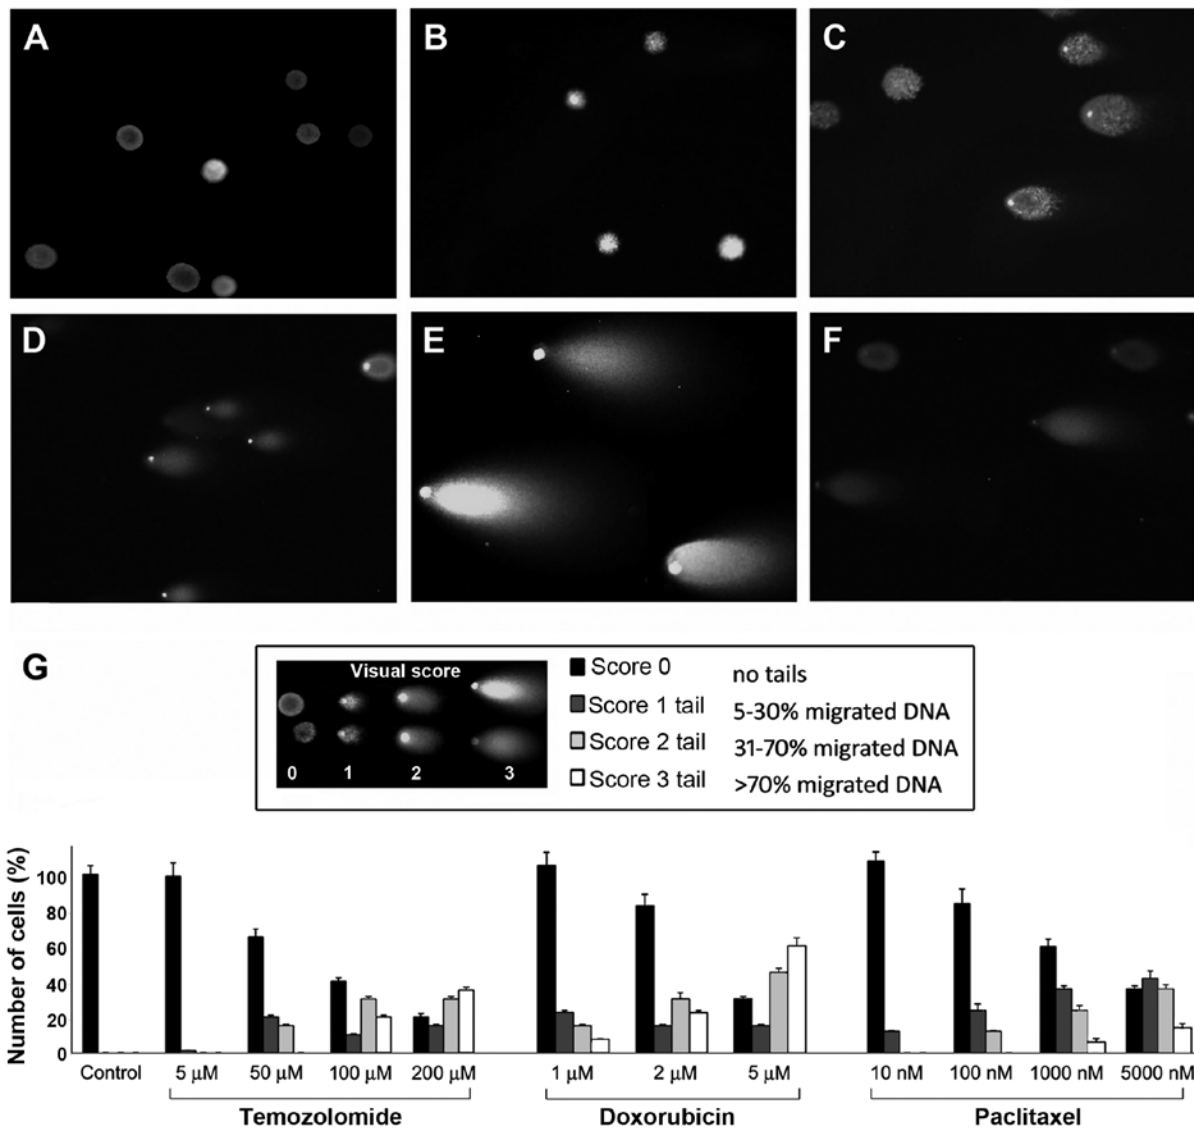 A
B
C
D
E
F
G
Visual score
0 1 2 3
Score 0 no tails
Score 1 tail 5-30% migrated DNA
Score 2 tail 31-70% migrated DNA
Score 3 tail >70% migrated DNA
Number of cells (%)
100
80
60
40
20
0
Control 5 µM 50 µM 100 µM 200 µM 1 µM 2 µM 5 µM 10 nM 100 nM 1000 nM 5000 nM
Temozolomide Doxorubicin Paclitaxel